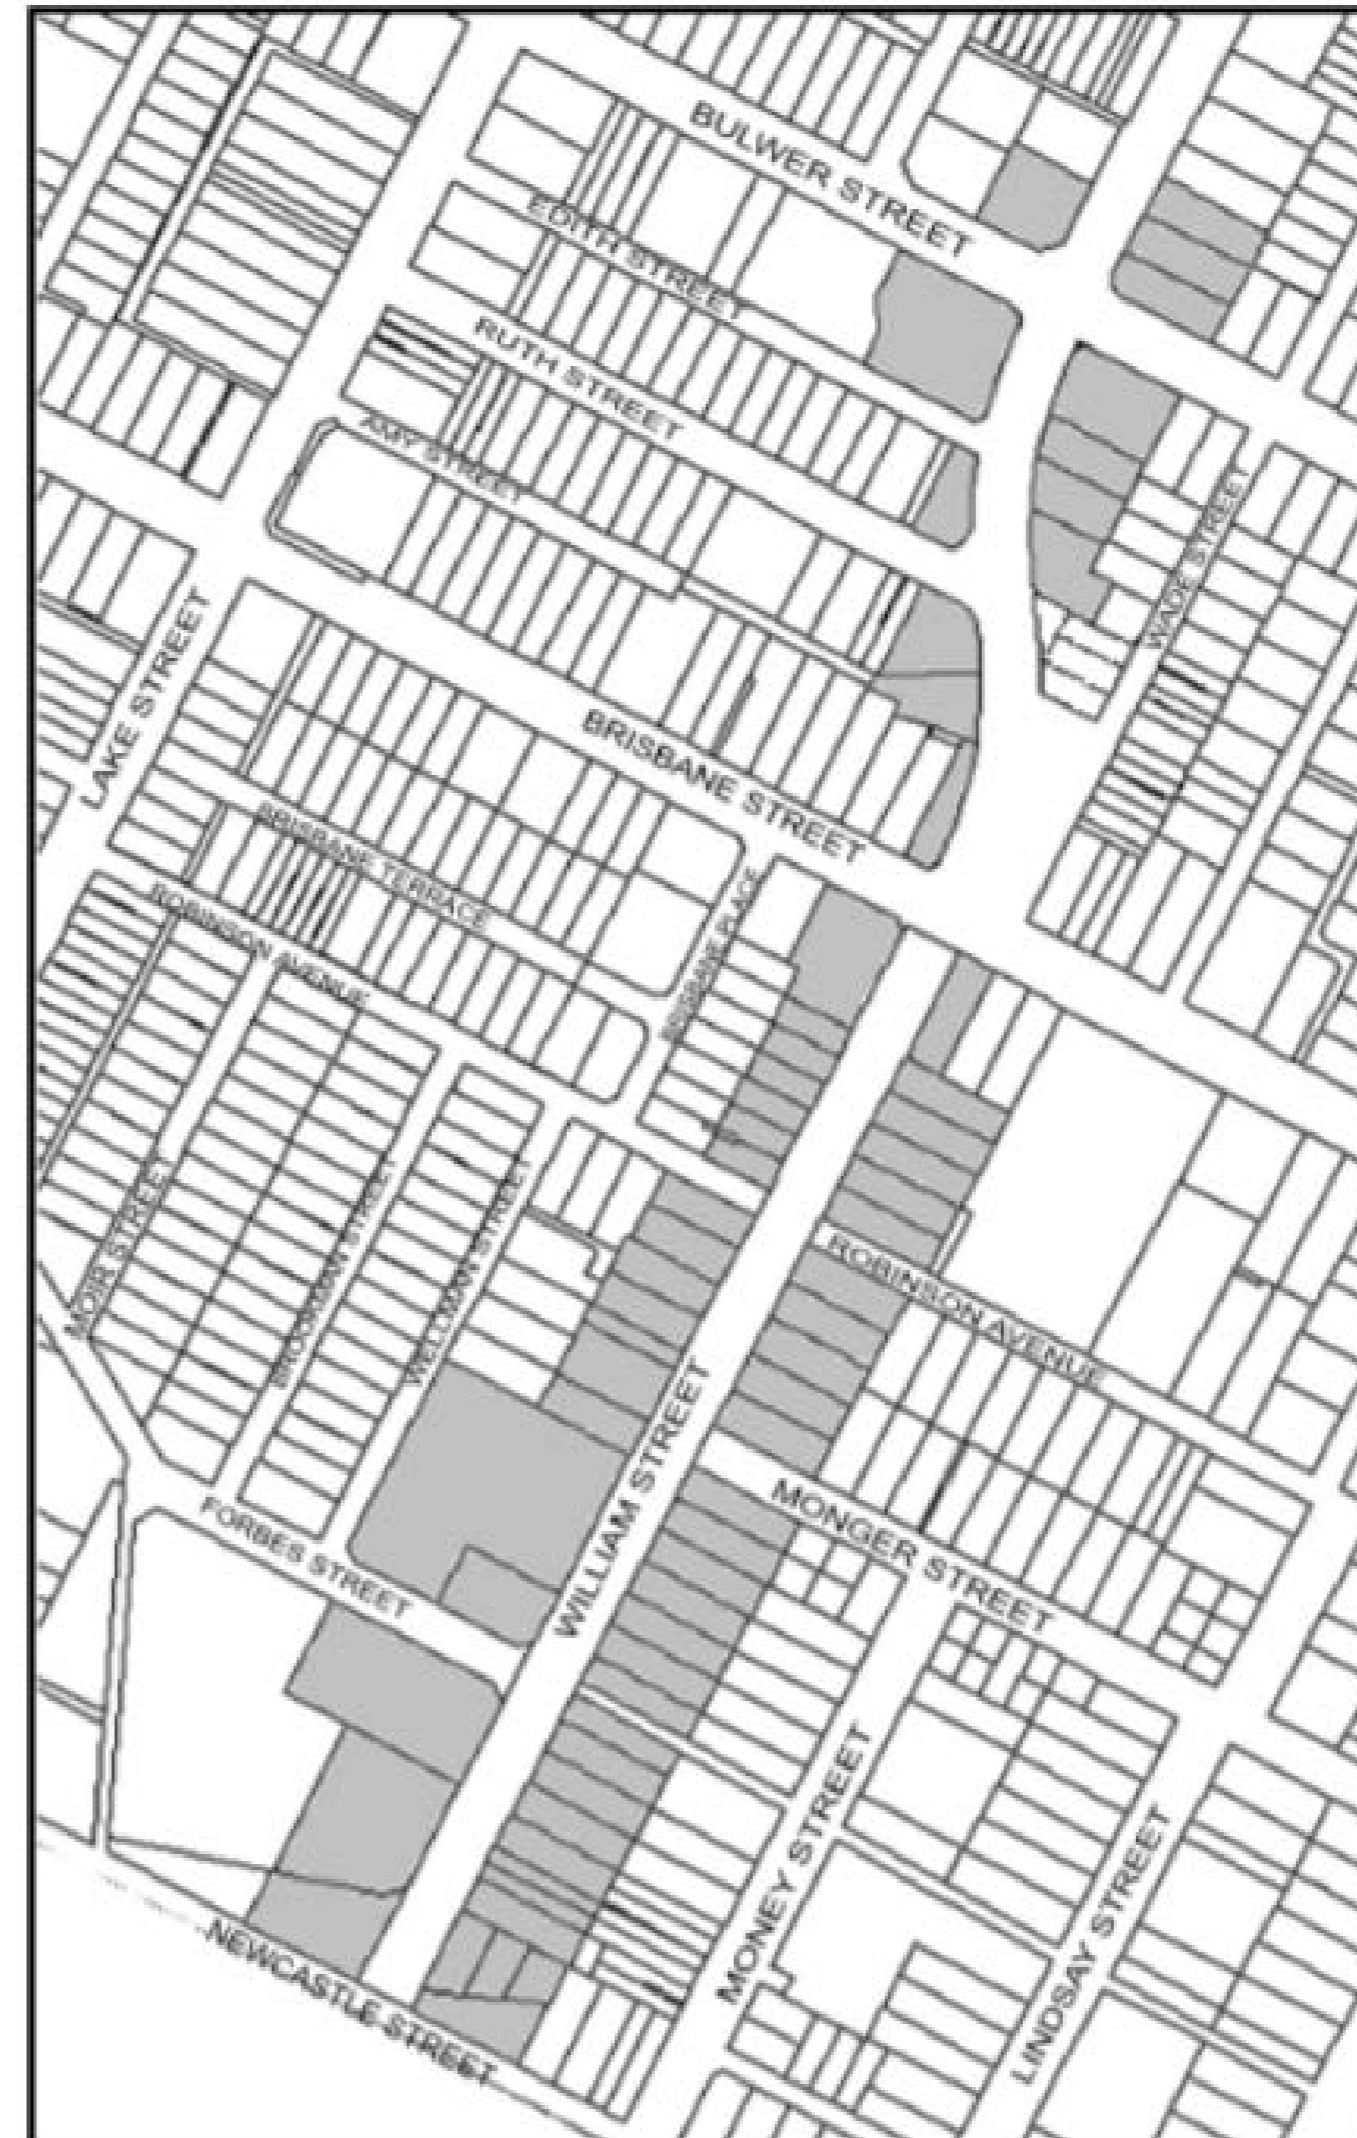 BULWER STREET
EDITH STREET
RUTH STREET
AMY STREET
WADE STREET
LAKE STREET
BRISBANE STREET
BRISBANE TERRACE
BRISBANE PLACE
ROBINSON AVENUE
MOIR STREET
BROOKMAN STREET
WELLMAN STREET
ROBINSON AVENUE
WILLIAM STREET
MONGER STREET
FORBES STREET
MONEY STREET
LINDSAY STREET
NEWCASTLE STREET